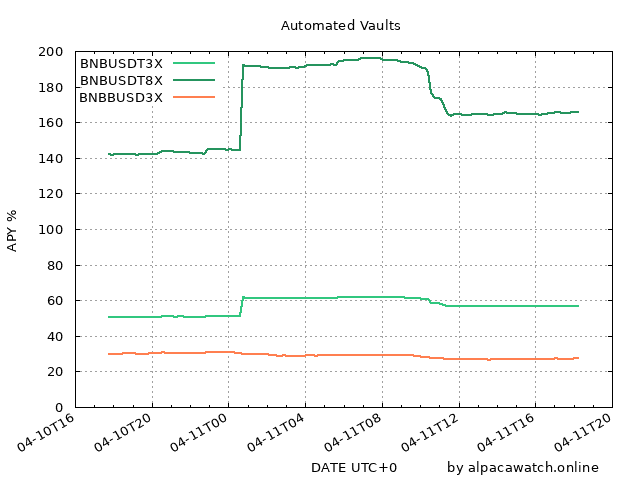 Automated Vaults
BNBUSDT3X
BNBUSDT8X
BNBBUSD3X
APY %
200
180
160
140
120
100
80
60
40
20
0
04-10T16
04-10T20
04-11T00
04-11T04
04-11T08
04-11T12
04-11T16
04-11T20
DATE UTC+0
by alpacawatch.online